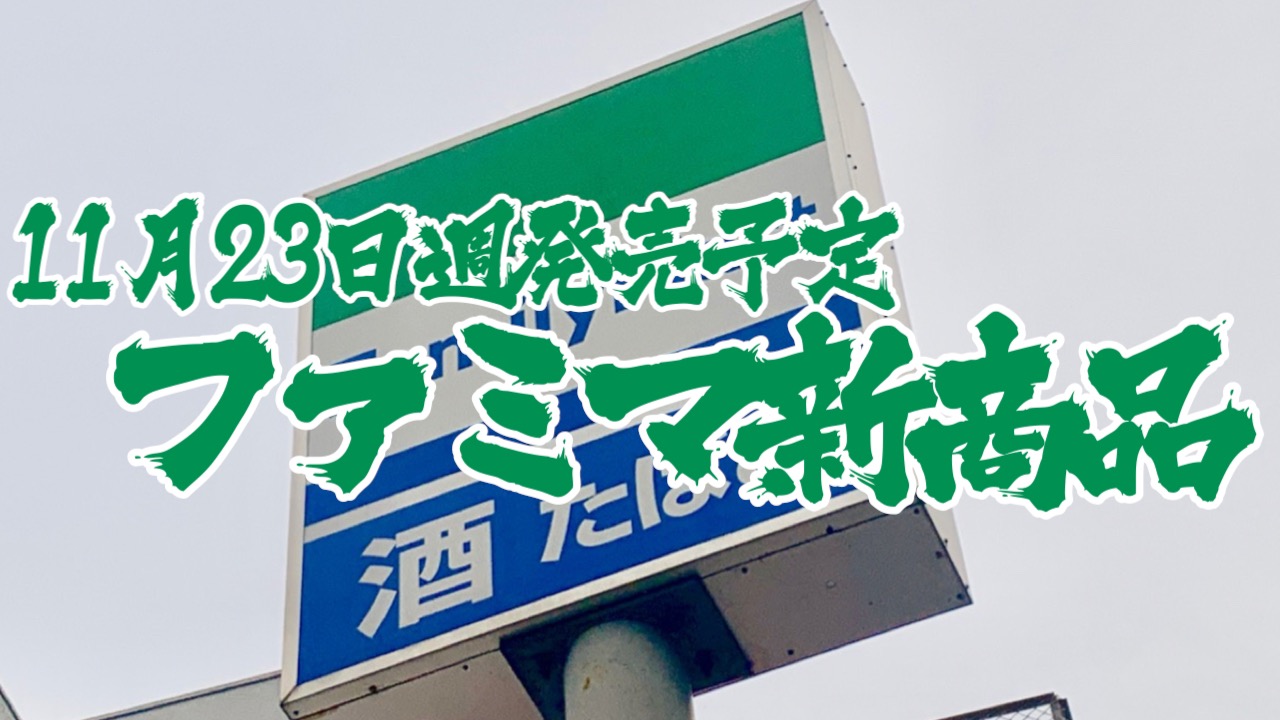 11月23日週発売予定
ファミマ新商品
酒 たばこ